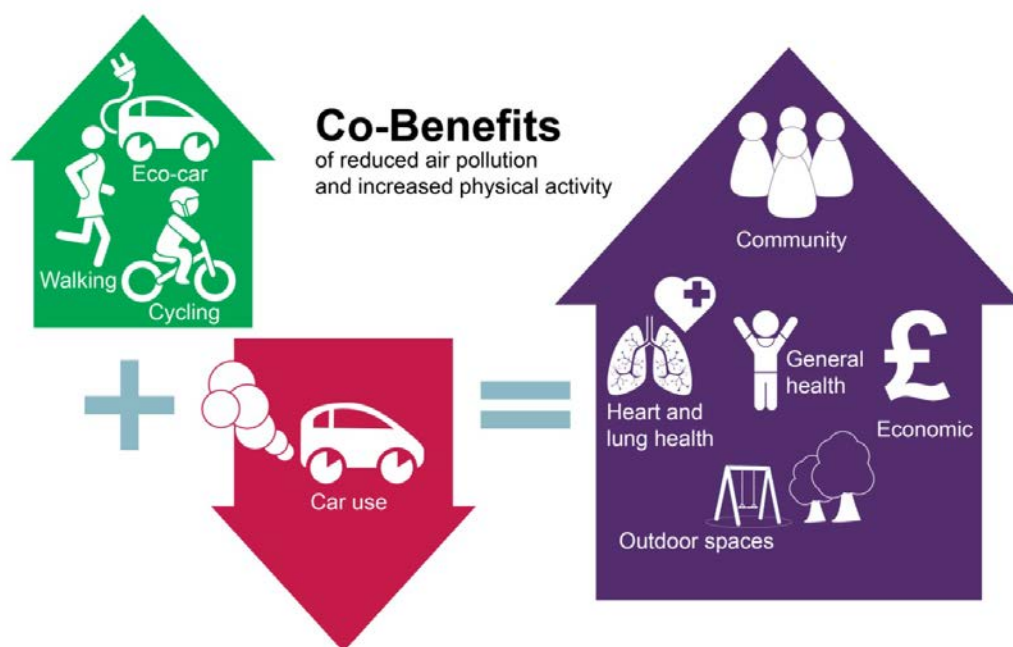 Co-Benefits
of reduced air pollution
and increased physical activity
Eco-car
Walking
Cycling
+
Car use
=
Community
Heart and
lung health
General
health
£
Economic
Outdoor spaces